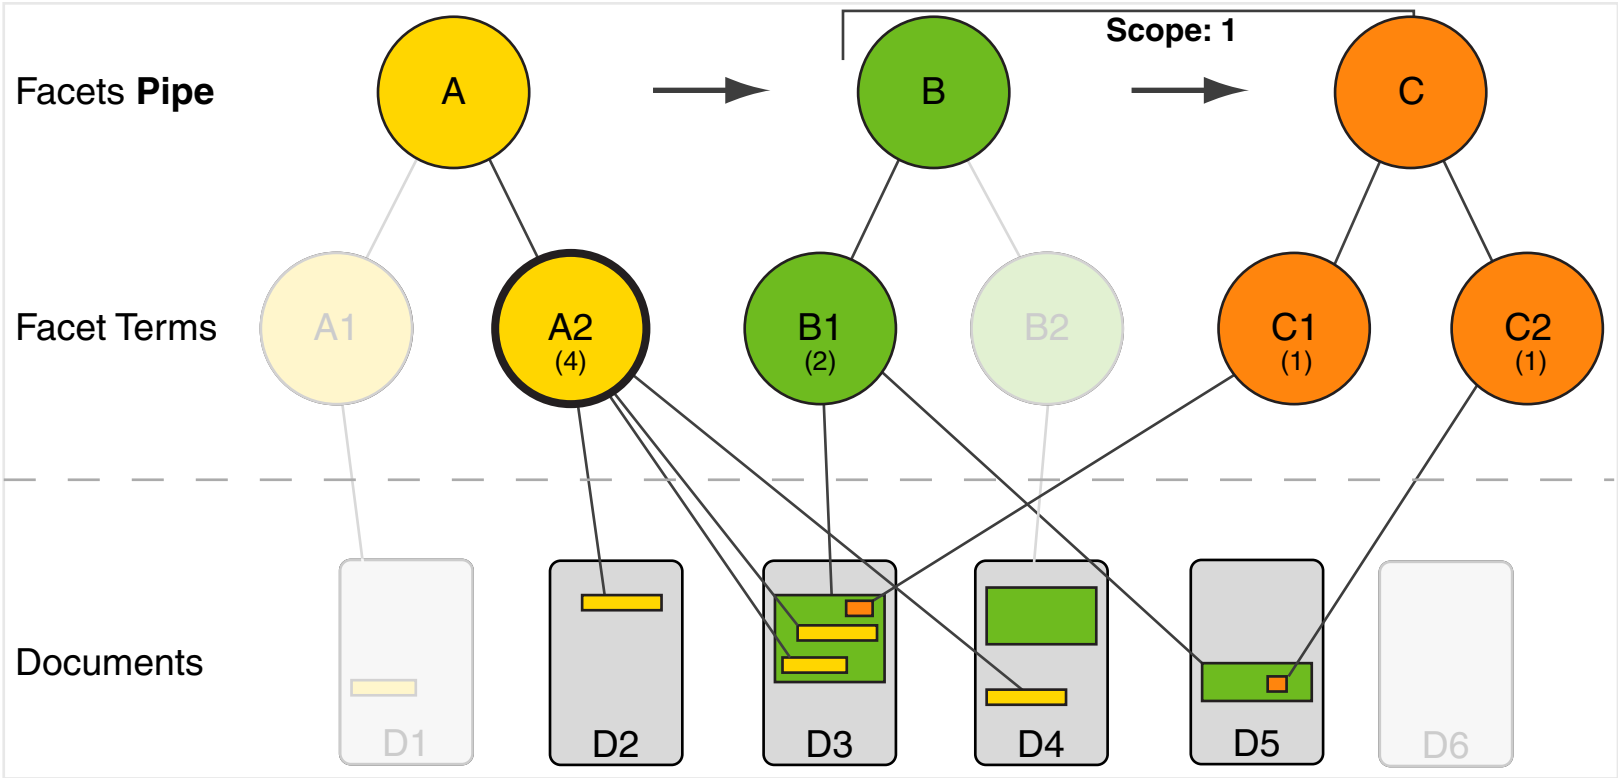 Scope: 1
Facets Pipe
A
B
C
Facet Terms
A1
A2
(4)
B1
(2)
B2
C1
(1)
C2
(1)
Documents
D1
D2
D3
D4
D5
D6